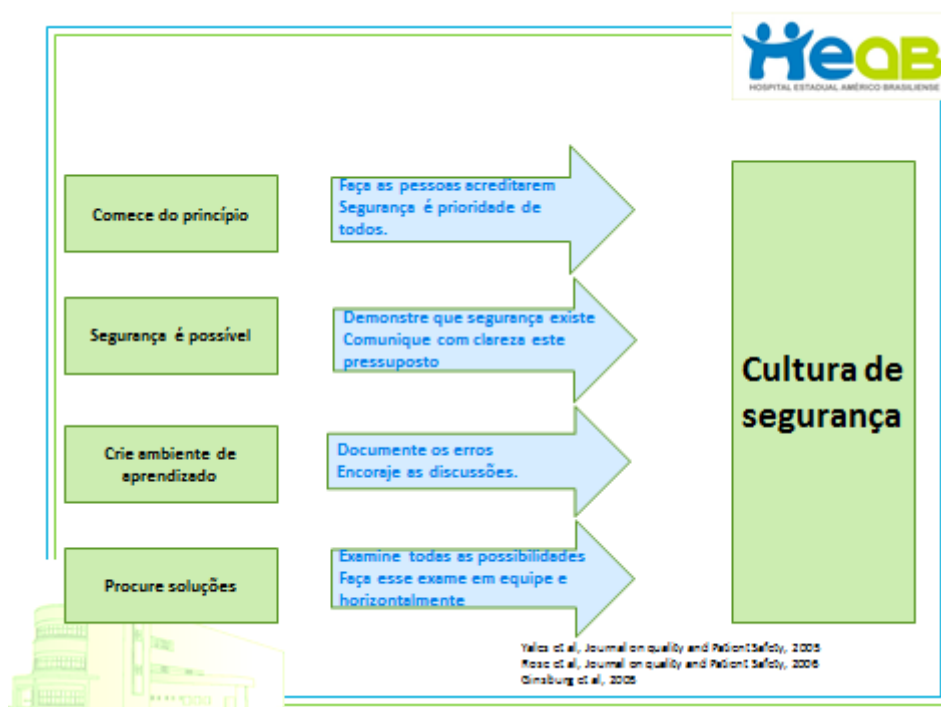 HeaB
HOSPITAL ESTADUAL AMÉRICO BRASILIENSE
Comece do princípio
Faça as pessoas acreditarem
Segurança é prioridade de
todos.
Segurança é possível
Demonstre que segurança existe
Comunique com clareza este
pressuposto
Crie ambiente de
aprendizado
Documente os erros
Encoraje as discussões.
Procure soluções
Examine todas as possibilidades
Faça esse exame em equipe e
horizontalmente
Cultura de
segurança
Yates et al, Journal on quality and Patient Safety, 2005
Rose et al, Journal on quality and Patient Safety, 2006
Ginsburg et al, 2005